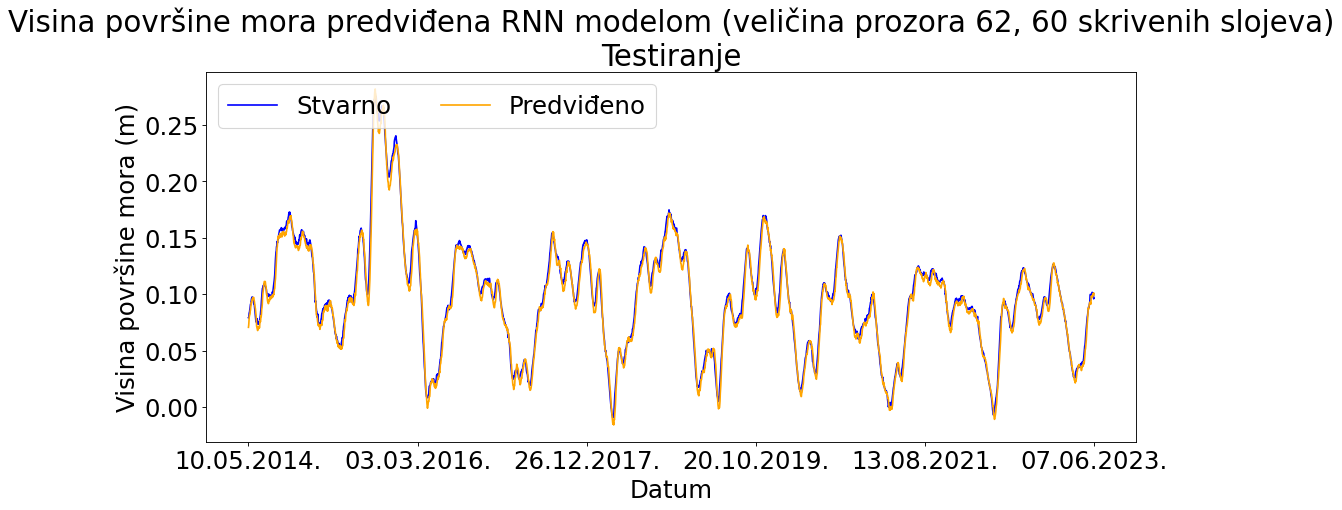 Visina površine mora predviđena RNN modelom (veličina prozora 62, 60 skrivenih slojeva)
Testiranje
Stvarno Predviđeno
Visina površine mora (m)
0.25
0.20
0.15
0.10
0.05
0.00
10.05.2014. 03.03.2016. 26.12.2017. 20.10.2019. 13.08.2021. 07.06.2023.
Datum